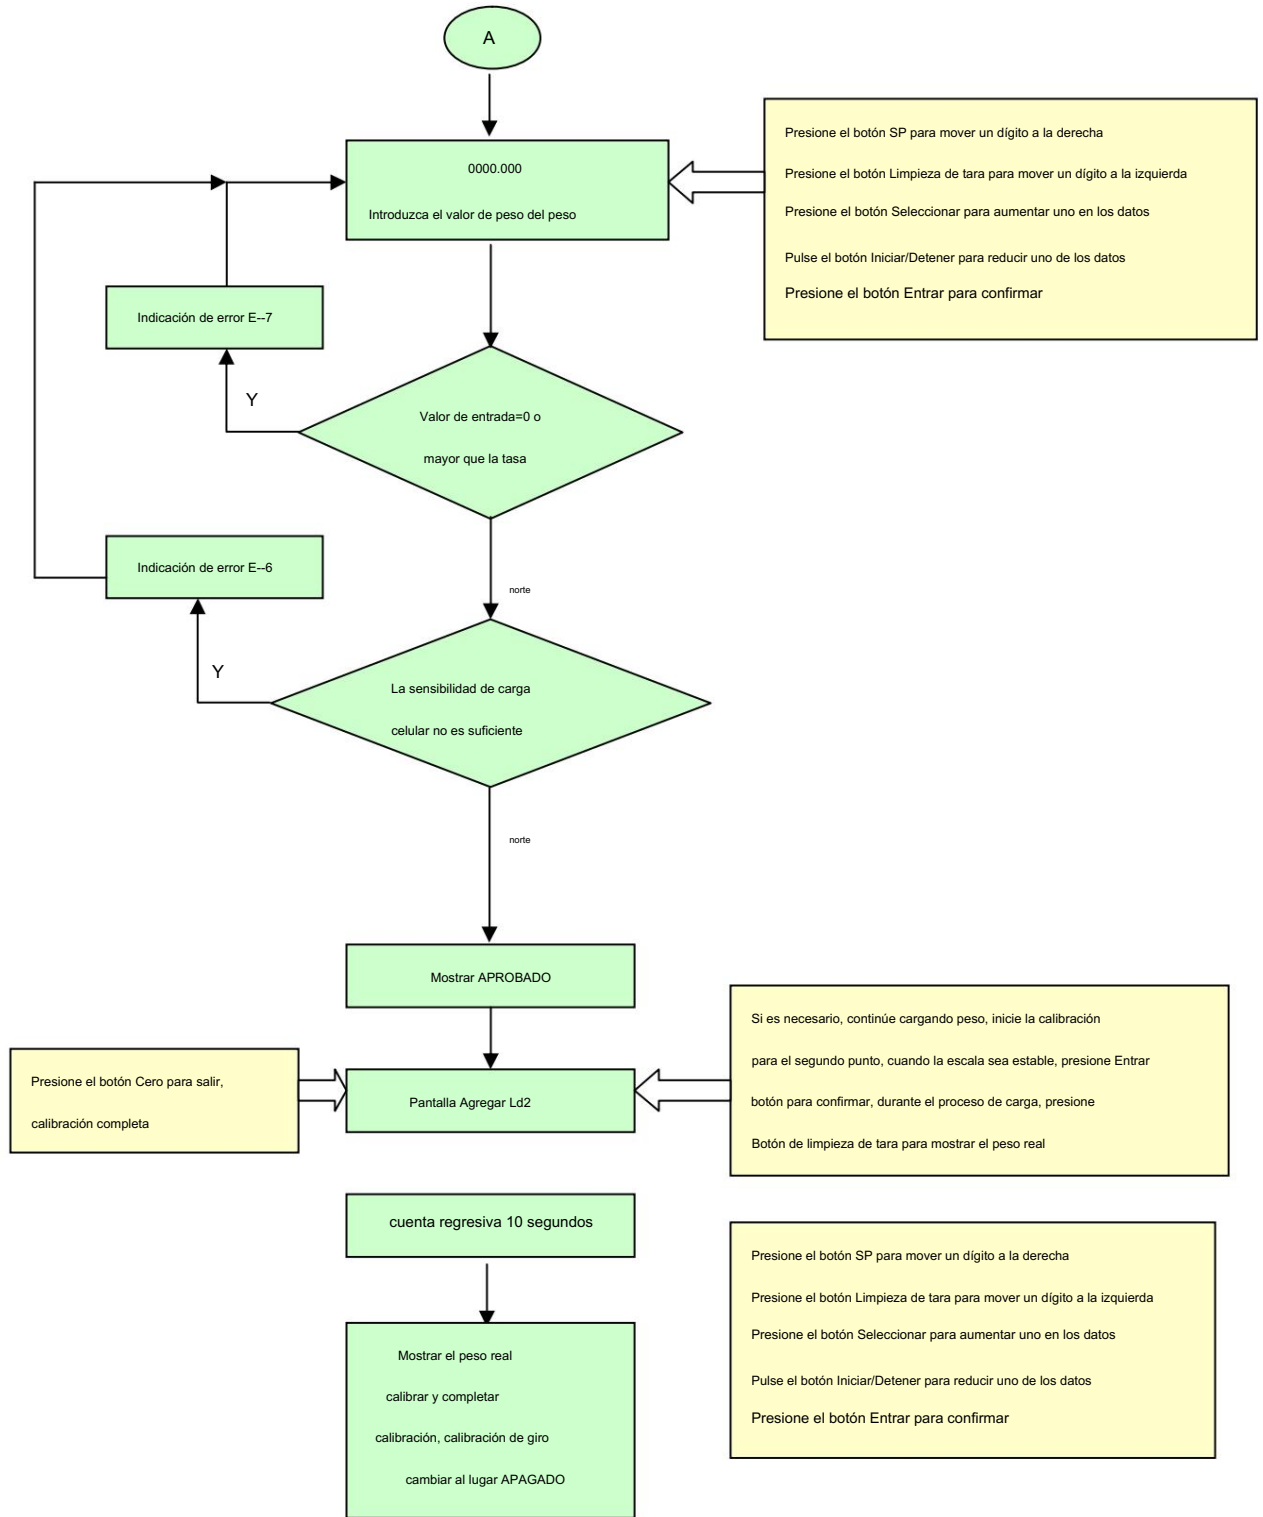 A
0000.000
Introduzca el valor de peso del peso
Presione el botón SP para mover un dígito a la derecha
Presione el botón Limpieza de tara para mover un dígito a la izquierda
Presione el botón Seleccionar para aumentar uno en los datos
Pulse el botón Iniciar/Detener para reducir uno de los datos
Presione el botón Entrar para confirmar
Indicación de error E--7
Y
Valor de entrada=0 o
mayor que la tasa
Indicación de error E--6
norte
Y
La sensibilidad de carga
celular no es suficiente
norte
Mostrar APROBADO
Presione el botón Cero para salir,
calibración completa
Pantalla Agregar Ld2
Si es necesario, continúe cargando peso, inicie la calibración
para el segundo punto, cuando la escala sea estable, presione Entrar
botón para confirmar, durante el proceso de carga, presione
Botón de limpieza de tara para mostrar el peso real
cuenta regresiva 10 segundos
Mostrar el peso real
calibrar y completar
calibración, calibración de giro
cambiar al lugar APAGADO
Presione el botón SP para mover un dígito a la derecha
Presione el botón Limpieza de tara para mover un dígito a la izquierda
Presione el botón Seleccionar para aumentar uno en los datos
Pulse el botón Iniciar/Detener para reducir uno de los datos
Presione el botón Entrar para confirmar